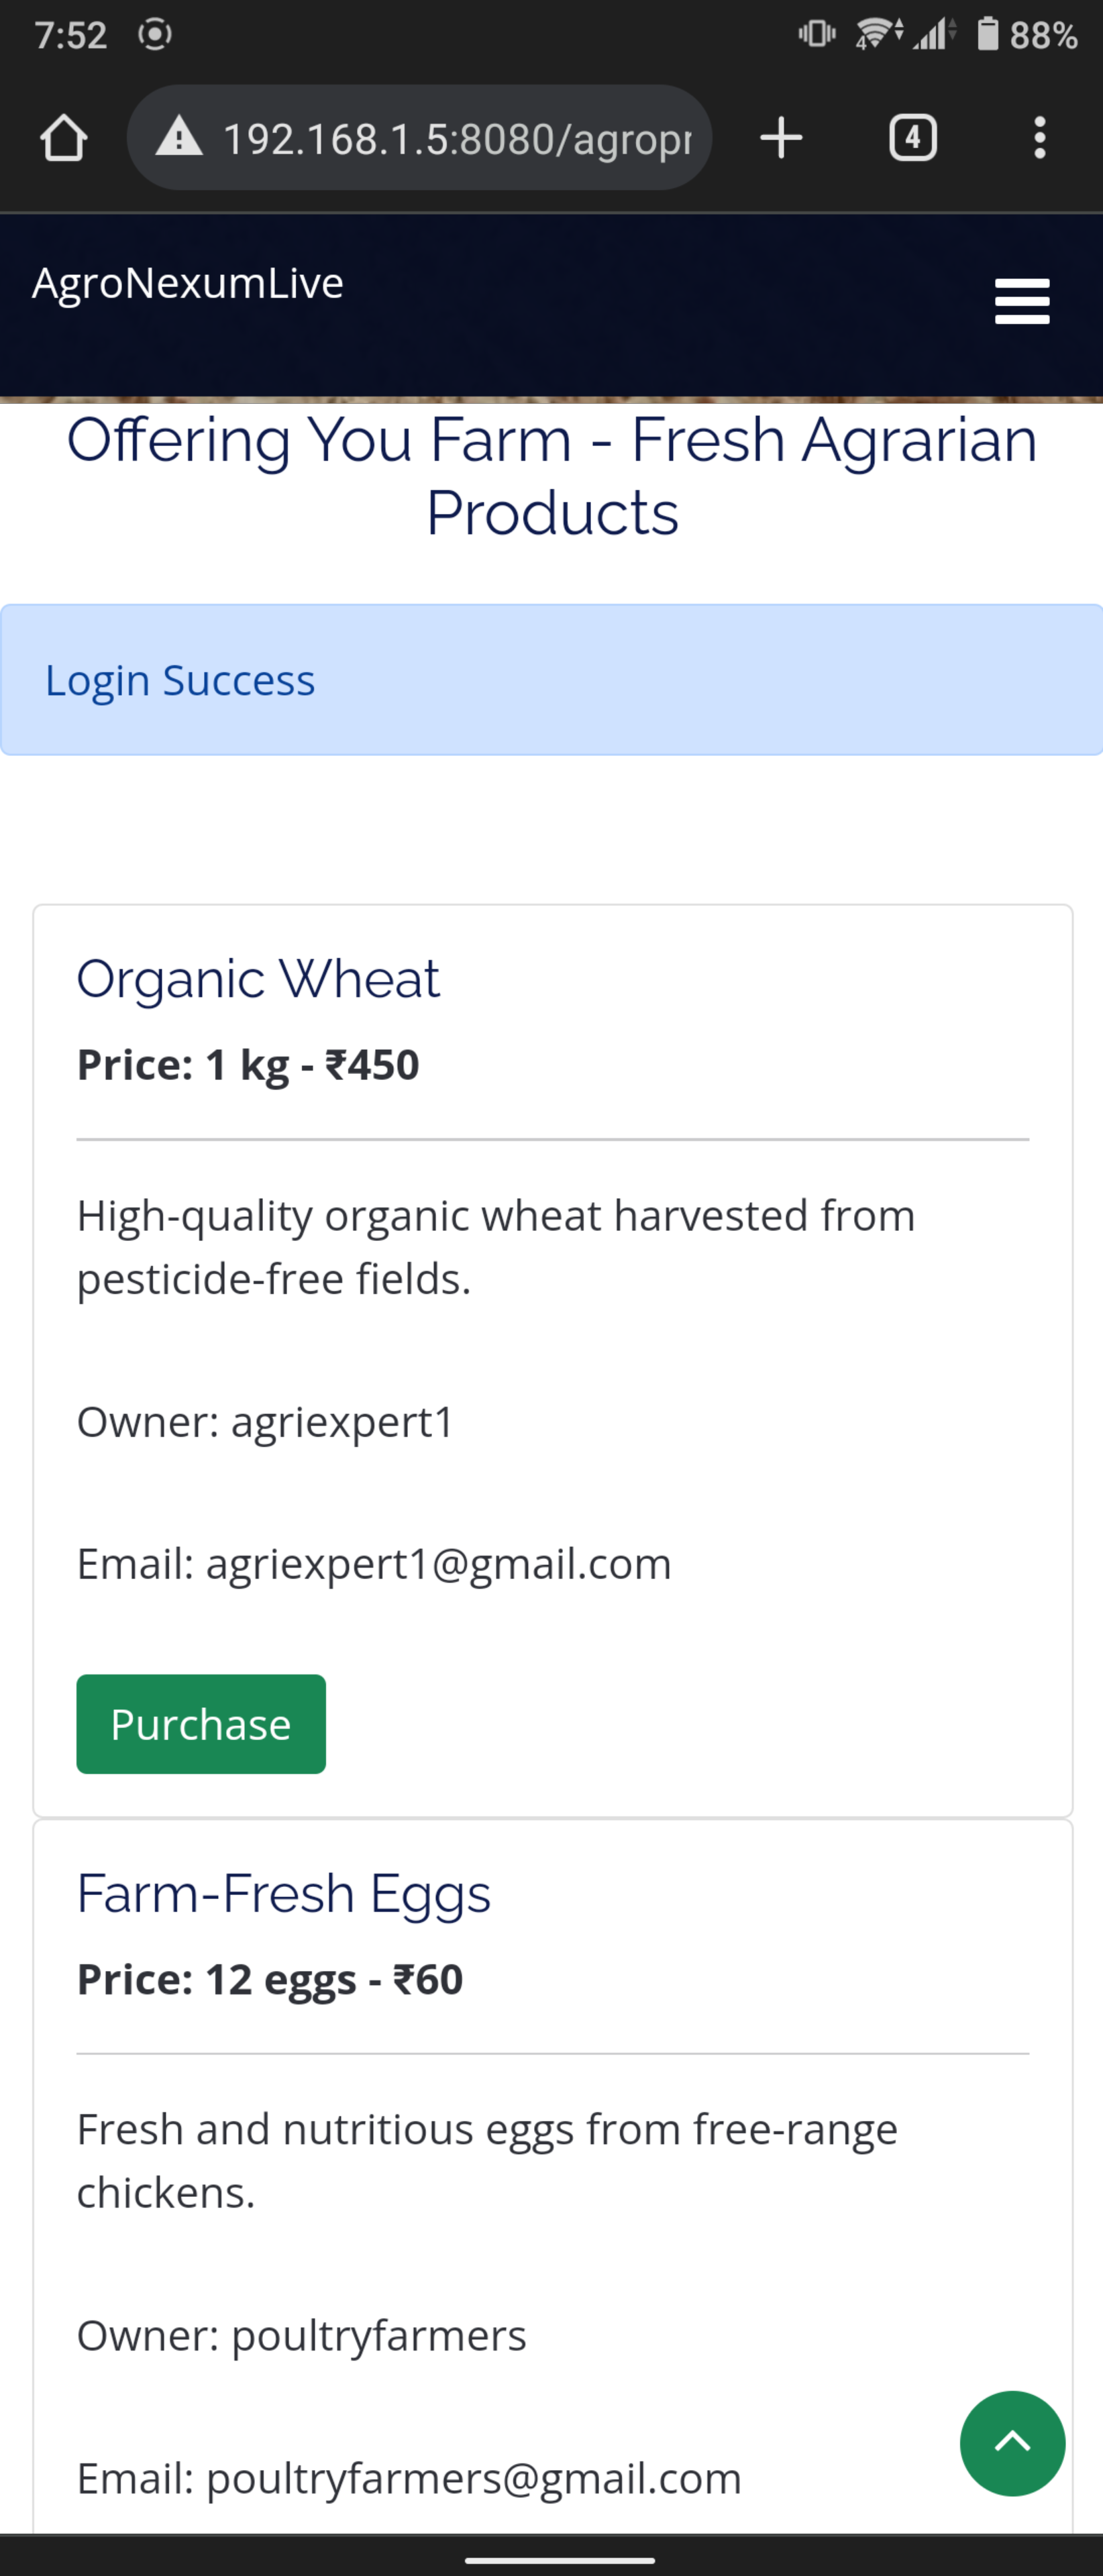 7:52
88%
192.168.1.5:8080/agropr
4
AgroNexumLive
Offering You Farm - Fresh Agrarian
Products
Login Success
Organic Wheat
Price: 1 kg - ₹450
High-quality organic wheat harvested from
pesticide-free fields.
Owner: agriexpert1
Email: agriexpert1@gmail.com
Purchase
Farm-Fresh Eggs
Price: 12 eggs - ₹60
Fresh and nutritious eggs from free-range
chickens.
Owner: poultryfarmers
Email: poultryfarmers@gmail.com